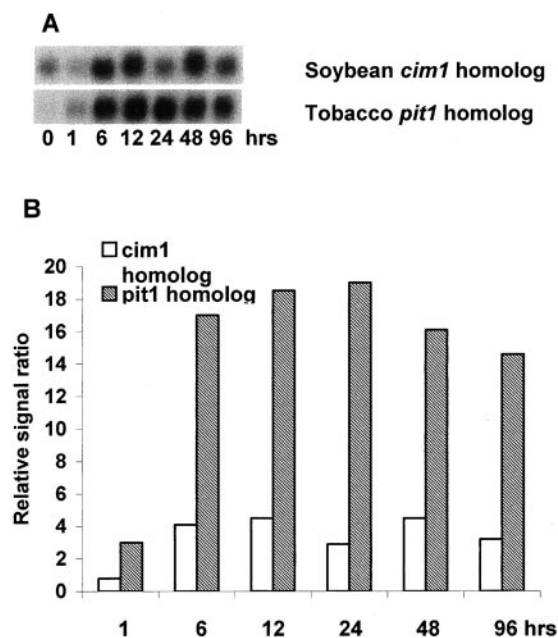 A
Soybean cim1 homolog
Tobacco pit1 homolog
0 1 6 12 24 48 96 hrs
B
cim1
homolog
pit1 homolog
Relative signal ratio
20
18
16
14
12
10
8
6
4
2
0
1 6 12 24 48 96 hrs